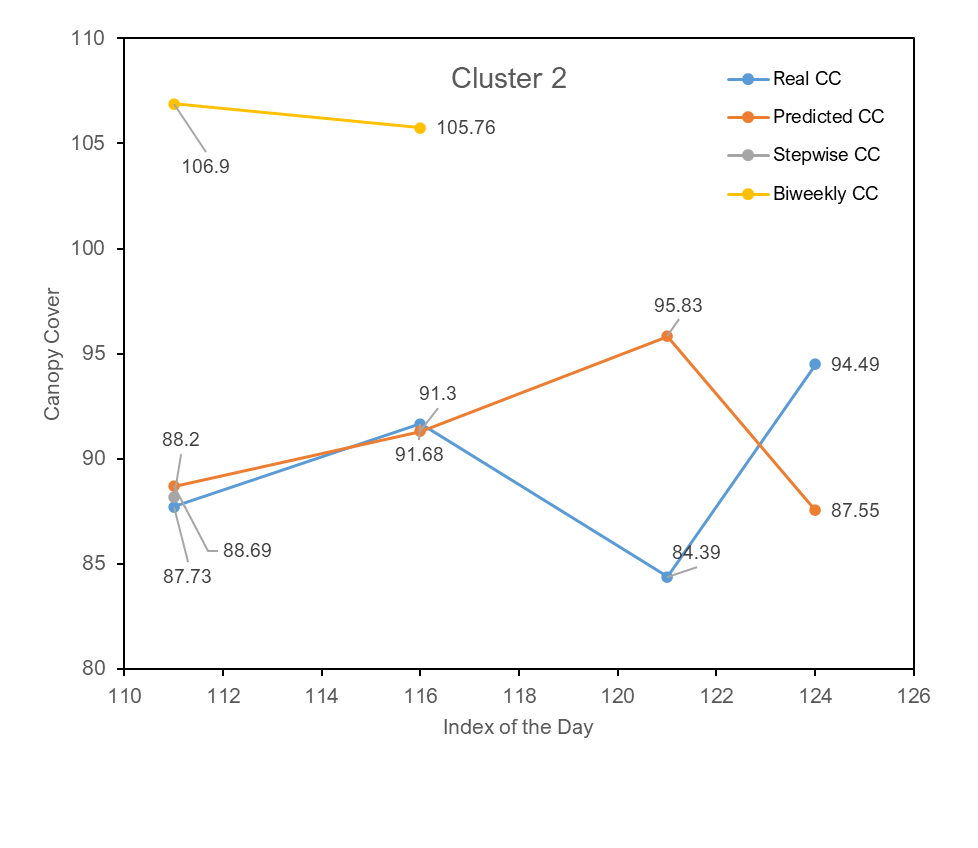 110
Cluster 2
Real CC
Predicted CC
Stepwise CC
Biweekly CC
105.76
105
106.9
100
95.83
Canopy Cover
95
94.49
91.3
88.2
91.68
90
87.55
88.69
84.39
87.73
85
80
110 112 114 116 118 120 122 124 126
Index of the Day